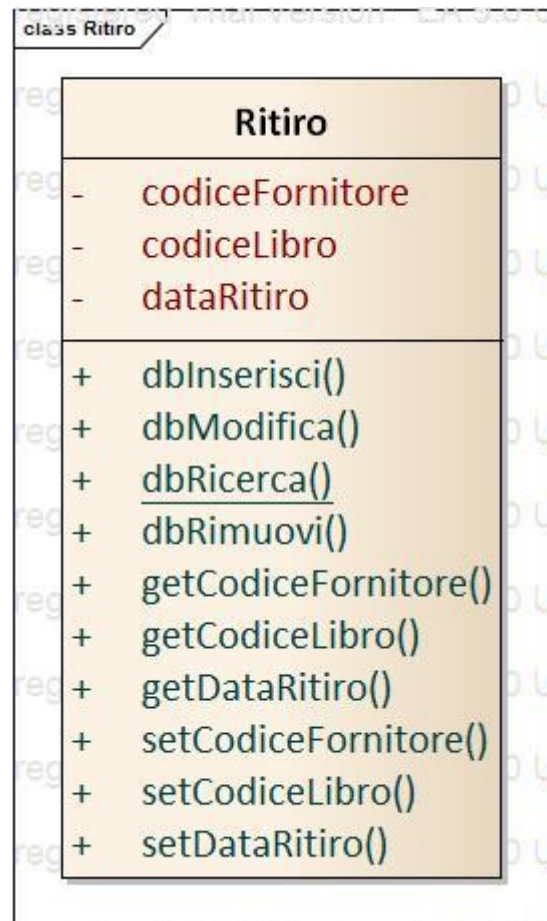 class Ritiro
Ritiro
- codiceFornitore
- codiceLibro
- dataRitiro
+ dbInserisci()
+ dbModifica()
+ dbRicerca()
+ dbRimuovi()
+ getCodiceFornitore()
+ getCodiceLibro()
+ getDataRitiro()
+ setCodiceFornitore()
+ setCodiceLibro()
+ setDataRitiro()